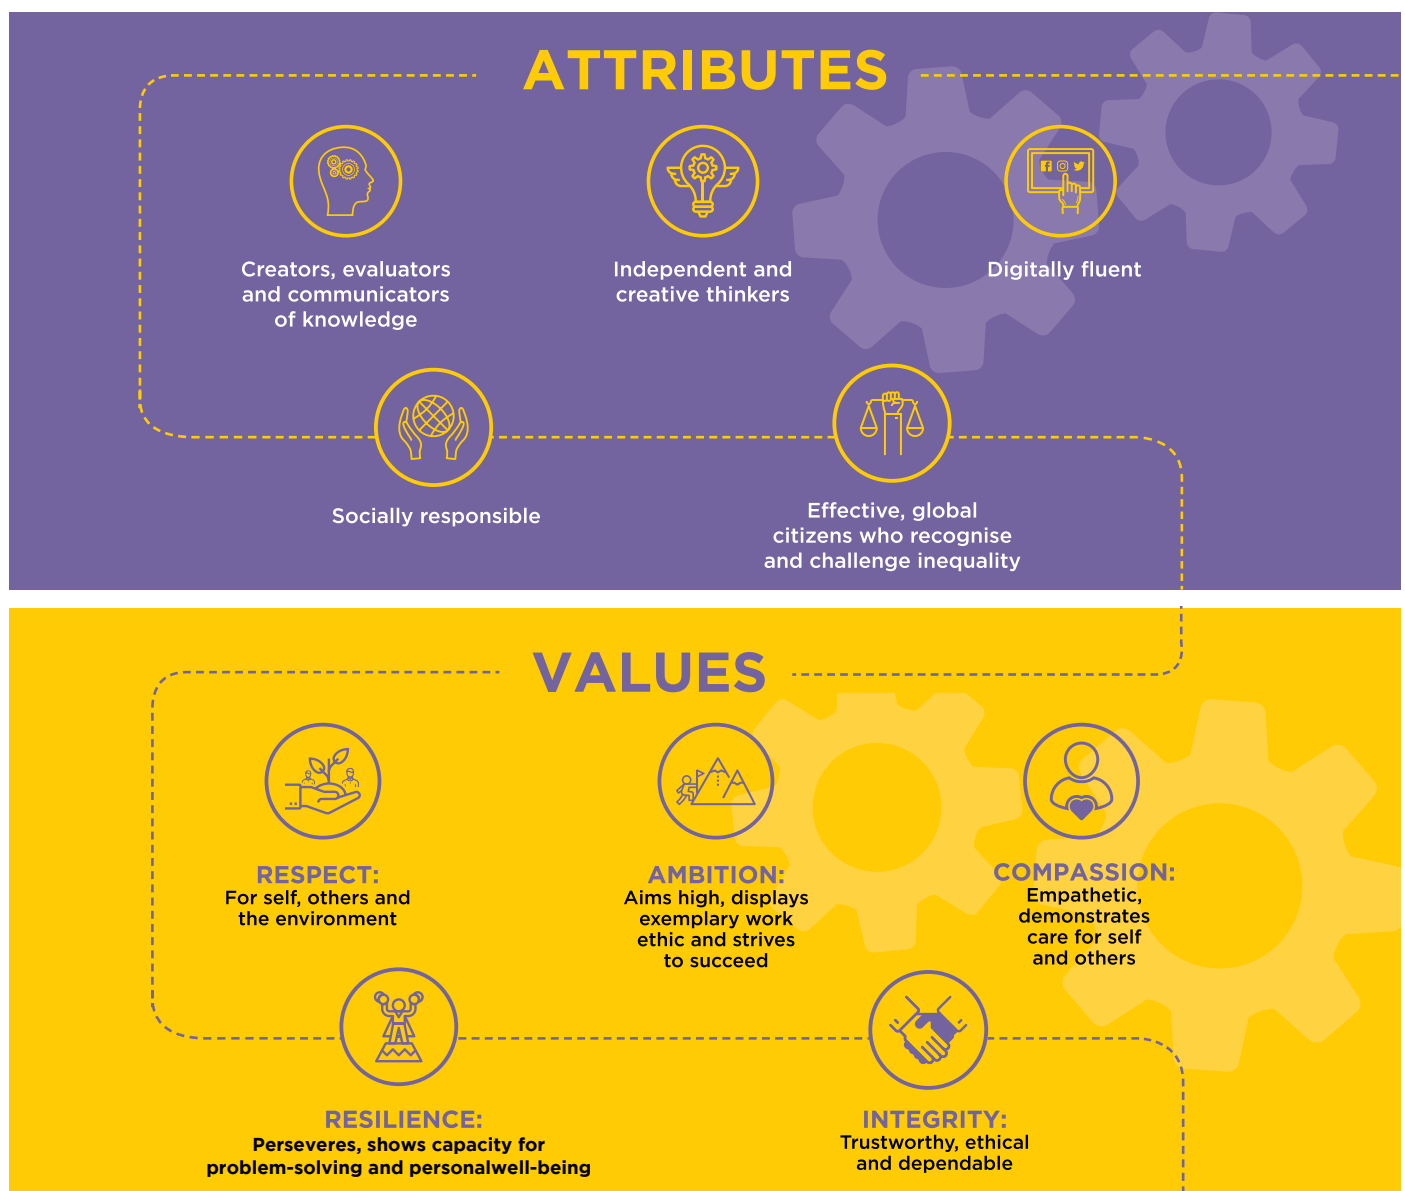 ATTRIBUTES
Creators, evaluators
and communicators
of knowledge
Independent and
creative thinkers
Digitally fluent
Socially responsible
Effective, global
citizens who recognise
and challenge inequality
VALUES
RESPECT:
For self, others and
the environment
AMBITION:
Aims high, displays
exemplary work
ethic and strives
to succeed
COMPASSION:
Empathetic,
demonstrates
care for self
and others
RESILIENCE:
Perseveres, shows capacity for
problem-solving and personalwell-being
INTEGRITY:
Trustworthy, ethical
and dependable